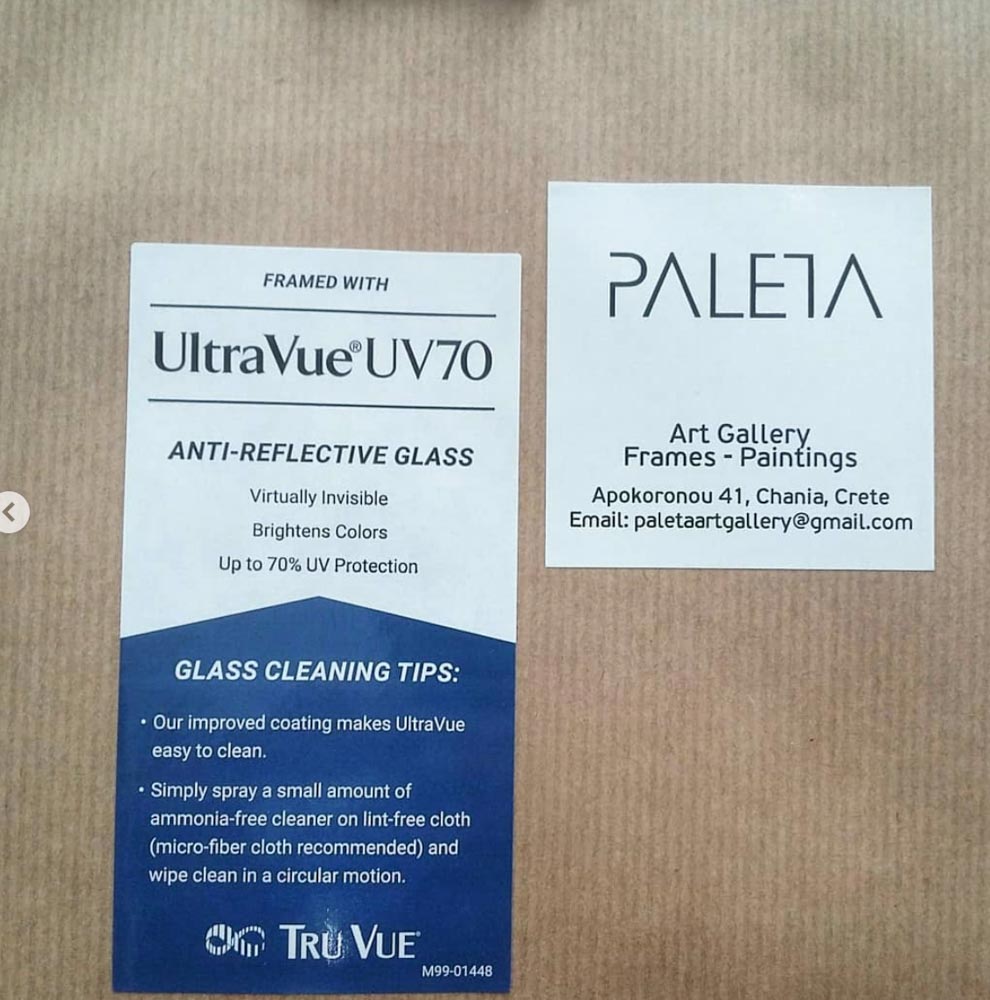 FRAMED WITH
UltraVue® UV70
ANTI-REFLECTIVE GLASS
Virtually Invisible
Brightens Colors
Up to 70% UV Protection
GLASS CLEANING TIPS:
• Our improved coating makes UltraVue
easy to clean.
• Simply spray a small amount of
ammonia-free cleaner on lint-free cloth
(micro-fiber cloth recommended) and
wipe clean in a circular motion.
TRU VUE®
M99-01448
PALETA
Art Gallery
Frames - Paintings
Apokoronou 41, Chania, Crete
Email: paletaartgallery@gmail.com